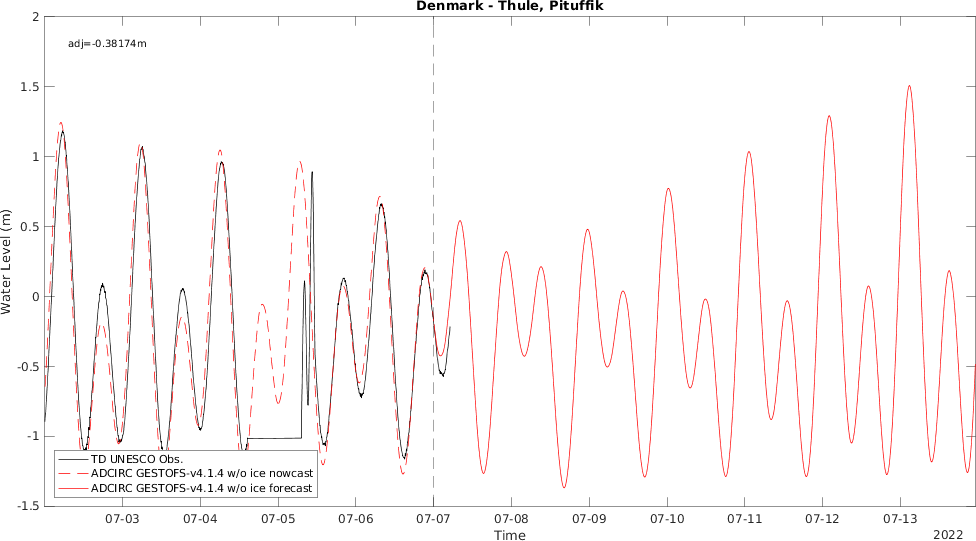 Denmark - Thule, Pituffik
adj=-0.38174m
Water Level (m)
2
1.5
1
0.5
0
-0.5
-1
-1.5
TD UNESCO Obs.
ADCIRC GESTOFS-v4.1.4 w/o ice nowcast
ADCIRC GESTOFS-v4.1.4 w/o ice forecast
07-03 07-04 07-05 07-06 07-07 07-08 07-09 07-10 07-11 07-12 07-13
Time
2022